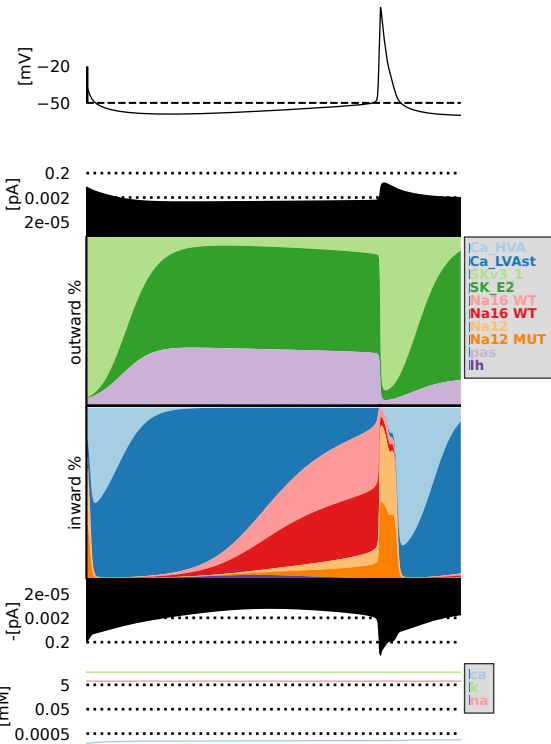 [mV]
−20
−50
[pA]
0.2
0.002
2e-05
outward %
Ca_HVA
Ca_LVAst
SKv3_1
SK_E2
Na16 WT
Na16 WT
Na12
Na12 MUT
pas
Ih
inward %
-[pA]
2e-05
0.002
0.2
[mM]
5
0.05
0.0005
ca
k
na